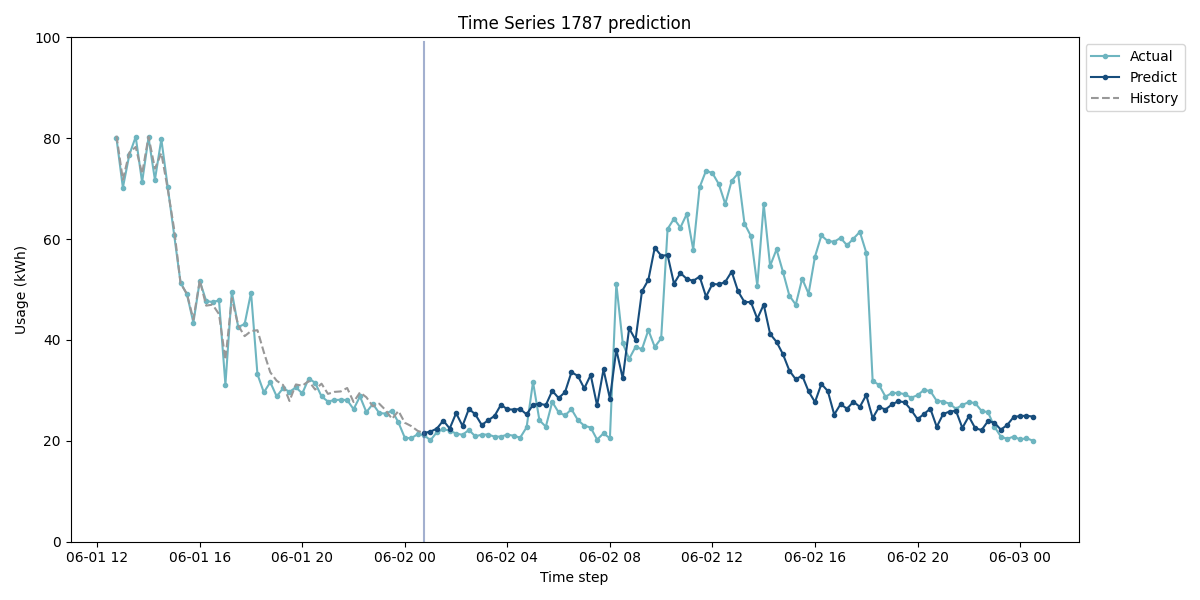 Time Series 1787 prediction
100
80
60
40
20
0
Usage (kWh)
06-01 12
06-01 16
06-01 20
06-02 00
06-02 04
06-02 08
06-02 12
06-02 16
06-02 20
06-03 00
Time step
Actual
Predict
History